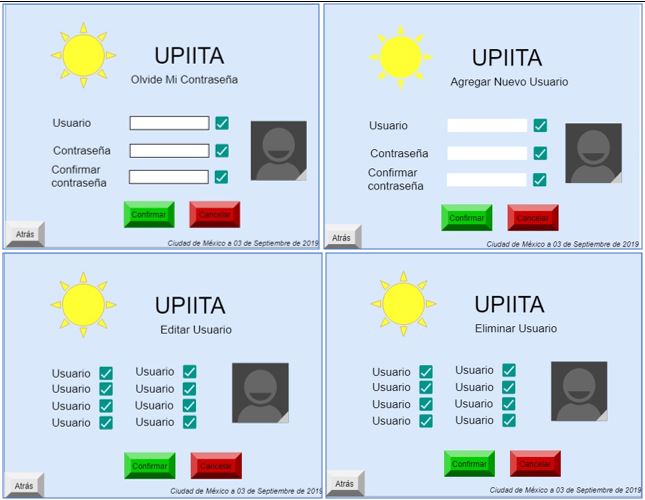 UPIITA
Olvide Mi Contraseña
Usuario
Contraseña
Confirmar
contraseña
Confirmar Cancelar
Atrás
Ciudad de México a 03 de Septiembre de 2019
UPIITA
Agregar Nuevo Usuario
Usuario
Contraseña
Confirmar
contraseña
Confirmar Cancelar
Atrás
Ciudad de México a 03 de Septiembre de 2019
UPIITA
Editar Usuario
Usuario Usuario
Usuario Usuario
Usuario Usuario
Usuario Usuario
Confirmar Cancelar
Atrás
Ciudad de México a 03 de Septiembre de 2019
UPIITA
Eliminar Usuario
Usuario Usuario
Usuario Usuario
Usuario Usuario
Usuario Usuario
Confirmar Cancelar
Atrás
Ciudad de México a 03 de Septiembre de 2019